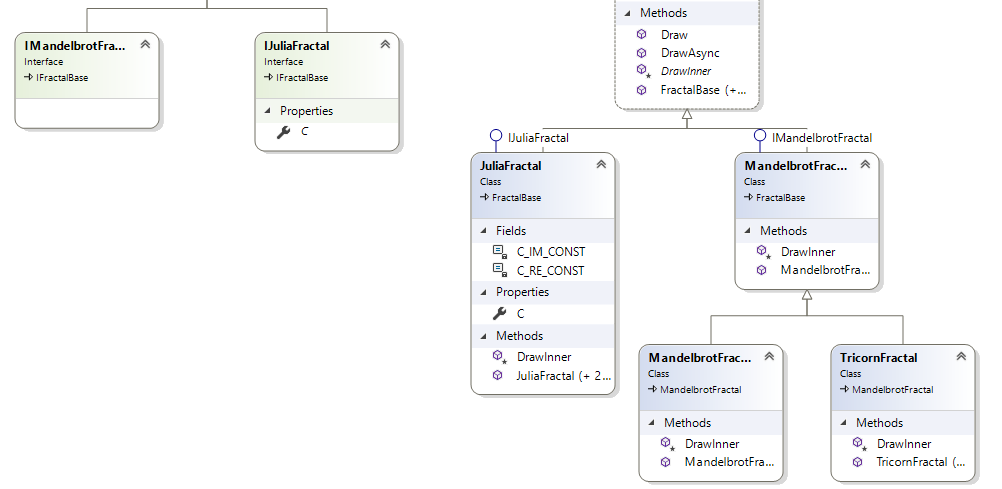 IMandelbrotFra...
Interface
IFractalBase
IJuliaFractal
Interface
IFractalBase
Properties
C
Methods
Draw
DrawAsync
DrawInner
FractalBase (+...
IJuliaFractal
JuliaFractal
Class
FractalBase
Fields
C_IM_CONST
C_RE_CONST
Properties
C
Methods
DrawInner
JuliaFractal (+ 2...
IMandelbrotFractal
MandelbrotFrac...
Class
FractalBase
Methods
DrawInner
MandelbrotFra...
MandelbrotFrac...
Class
MandelbrotFractal
Methods
DrawInner
MandelbrotFra...
TricornFractal
Class
MandelbrotFractal
Methods
DrawInner
TricornFractal (...